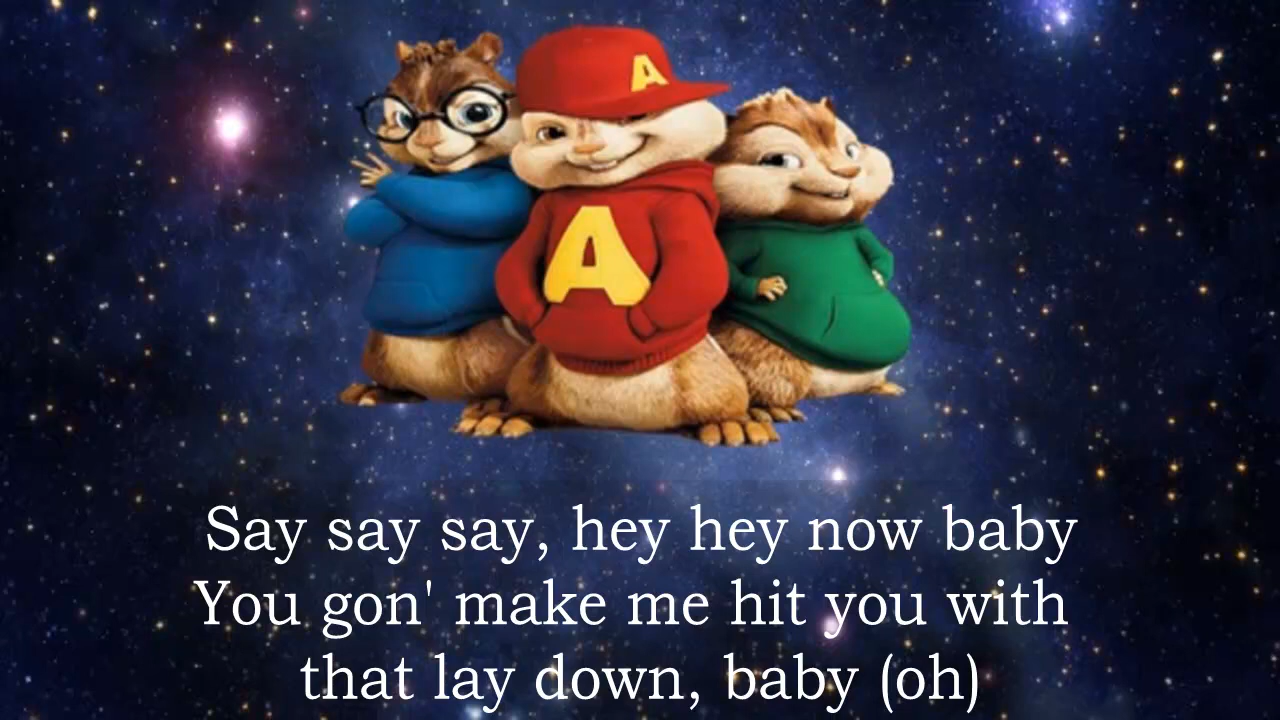 A
A
Say say say, hey hey now baby
You gon' make me hit you with
that lay down, baby (oh)